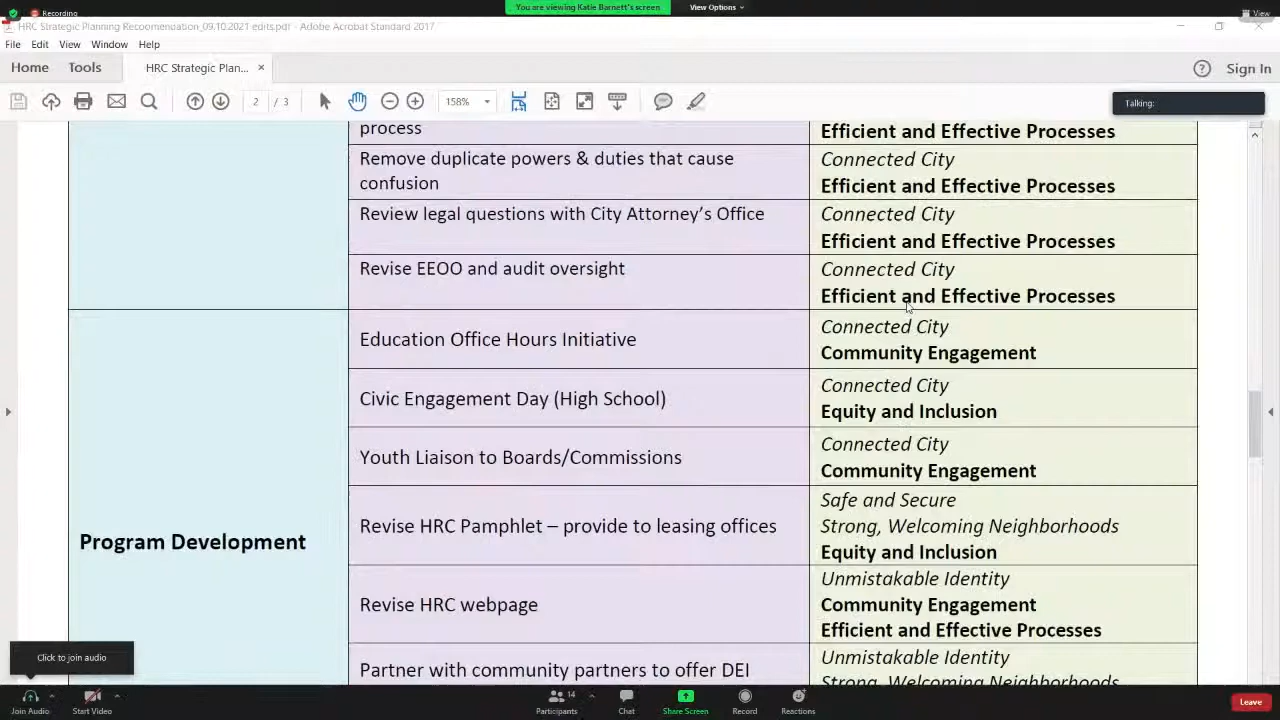 Recording
You are viewing Katie Barnett's screen
View Options
View
HRC Strategic Planning Recoomendation_09.10.2021 edits.pdf - Adobe Acrobat Standard 2017
File Edit View Window Help
Home Tools HRC Strategic Plan... × Sign In
2 / 3 158%
Talking:
process
Efficient and Effective Processes
Remove duplicate powers & duties that cause
confusion
Connected City
Efficient and Effective Processes
Review legal questions with City Attorney's Office
Connected City
Efficient and Effective Processes
Revise EEOO and audit oversight
Connected City
Efficient and Effective Processes
Program Development
Education Office Hours Initiative
Connected City
Community Engagement
Civic Engagement Day (High School)
Connected City
Equity and Inclusion
Youth Liaison to Boards/Commissions
Connected City
Community Engagement
Revise HRC Pamphlet – provide to leasing offices
Safe and Secure
Strong, Welcoming Neighborhoods
Equity and Inclusion
Revise HRC webpage
Unmistakable Identity
Community Engagement
Efficient and Effective Processes
Partner with community partners to offer DEI
Unmistakable Identity
Strong, Welcoming Neighborhoods
Click to join audio
Join Audio Start Video Participants 14 Chat Share Screen Record Reactions Leave